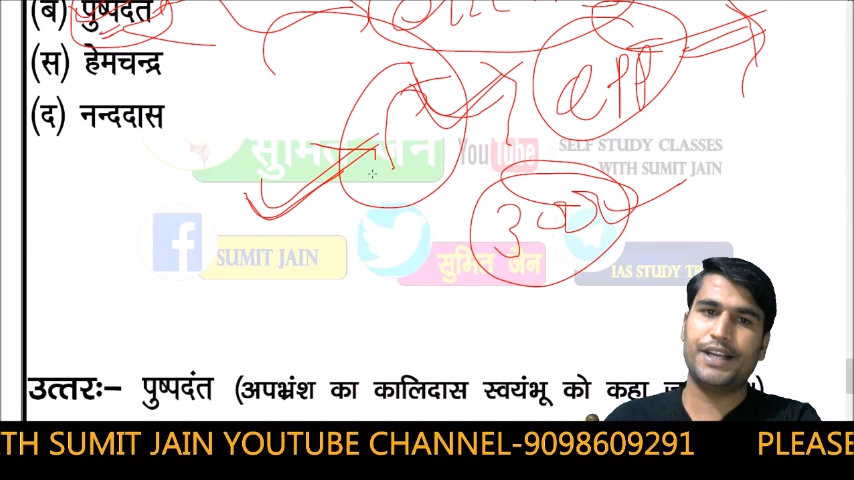 (ब) पुष्पदंत
(स) हेमचन्द्र
(द) नन्ददास
सुमित जैन
YouTube
SELF STUDY CLASSES
WITH SUMIT JAIN
app
SUMIT JAIN
सुमित जैन
IAS STUDY
उत्तरः– पुष्पदंत (अपभ्रंश का कालिदास स्वयंभू को कहा
TH SUMIT JAIN YOUTUBE CHANNEL-9098609291 PLEASE